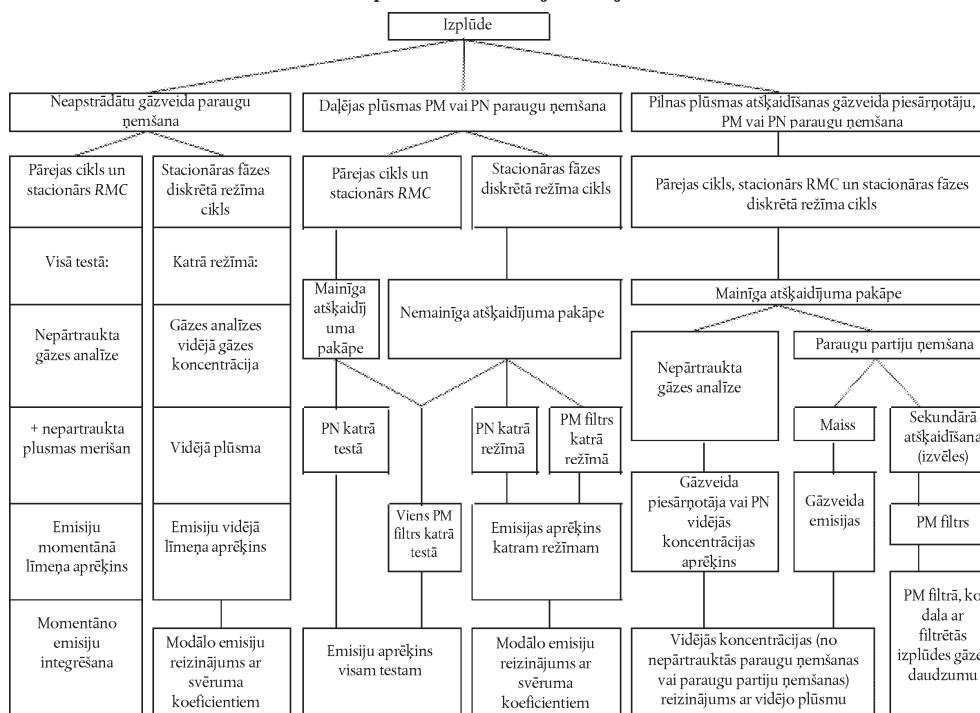 Izplūde
Neapstrādātu gāzveida paraugu
ņemšana
Daļējas plūsmas PM vai PN paraugu ņemšana
Pilnas plūsmas atšķaidīšanas gāzveida piesārņotāju,
PM vai PN paraugu ņemšana
Pārejas cikls un
stacionārs RMC
Stacionāras fāzes
diskrētā režīma
cikls
Pārejas cikls un
stacionārs RMC
Stacionāras fāzes
diskrētā režīma cikls
Pārejas cikls, stacionārs RMC un stacionāras fāzes
diskrētā režīma cikls
Visā testā:
Katrā režīmā:
Mainīga
atšķaidīj
uma
pakāpe
Nemainīga atšķaidījuma pakāpe
Mainīga atšķaidījuma pakāpe
Nepārtraukta
gāzes analīze
Gāzes analīzes
vidējā gāzes
koncentrācija
Nepārtraukta
gāzes analīze
Paraugu partiju ņemšana
+ nepartraukta
plusmas merišan
Vidējā plūsma
PN katrā
testā
PN katrā
režīmā
PM filtrs
katrā
režīmā
Maiss
Sekundārā
atšķaidīšana
(izvēles)
Emisiju
momentānā
līmeņa aprēķins
Emisiju vidējā
līmeņa aprēķins
Viens PM
filtrs katrā
testā
Emisijas aprēķins
katram režīmam
Gāzveida
piesārņotāja vai PN
vidējās
koncentrācijas
aprēķins
Gāzveida
emisijas
PM filtrs
Momentāno
emisiju
integrēšana
Modālo emisiju
reizinājums ar
svēruma
koeficientiem
Emisiju aprēķins
visam testam
Modālo emisiju
reizinājums ar
svēruma
koeficientiem
Vidējās koncentrācijas (no
nepārtrauktās paraugu ņemšanas
vai paraugu partiju ņemšanas)
reizinājums ar vidējo plūsmu
PM filtrā, ko
dala ar
filtrētās
izplūdes gāze
daudzumu